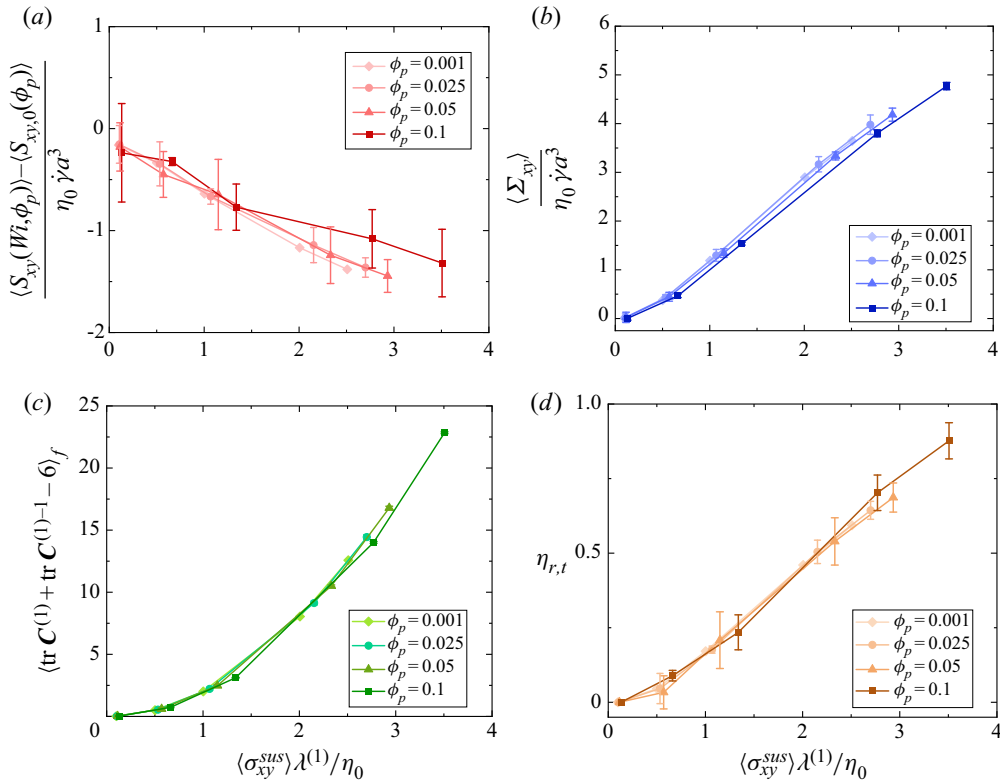 (a)
⟨S_xy(Wi,ϕ_p)⟩−⟨S_xy,0(ϕ_p)⟩
η_0 γ̇a^3
1
0
-1
-2
0 1 2 3 4
ϕ_p = 0.001
ϕ_p = 0.025
ϕ_p = 0.05
ϕ_p = 0.1
(b)
⟨Σ_xy⟩
η_0 γ̇a^3
6
5
4
3
2
1
0
0 1 2 3 4
ϕ_p = 0.001
ϕ_p = 0.025
ϕ_p = 0.05
ϕ_p = 0.1
(c)
⟨tr C^(1) + tr C^(1)−1 − 6⟩_f
25
20
15
10
5
0
0 1 2 3 4
ϕ_p = 0.001
ϕ_p = 0.025
ϕ_p = 0.05
ϕ_p = 0.1
⟨σ_xy^sus⟩λ^(1)/η_0
(d)
η_r,t
1.0
0.5
0
0 1 2 3 4
ϕ_p = 0.001
ϕ_p = 0.025
ϕ_p = 0.05
ϕ_p = 0.1
⟨σ_xy^sus⟩λ^(1)/η_0